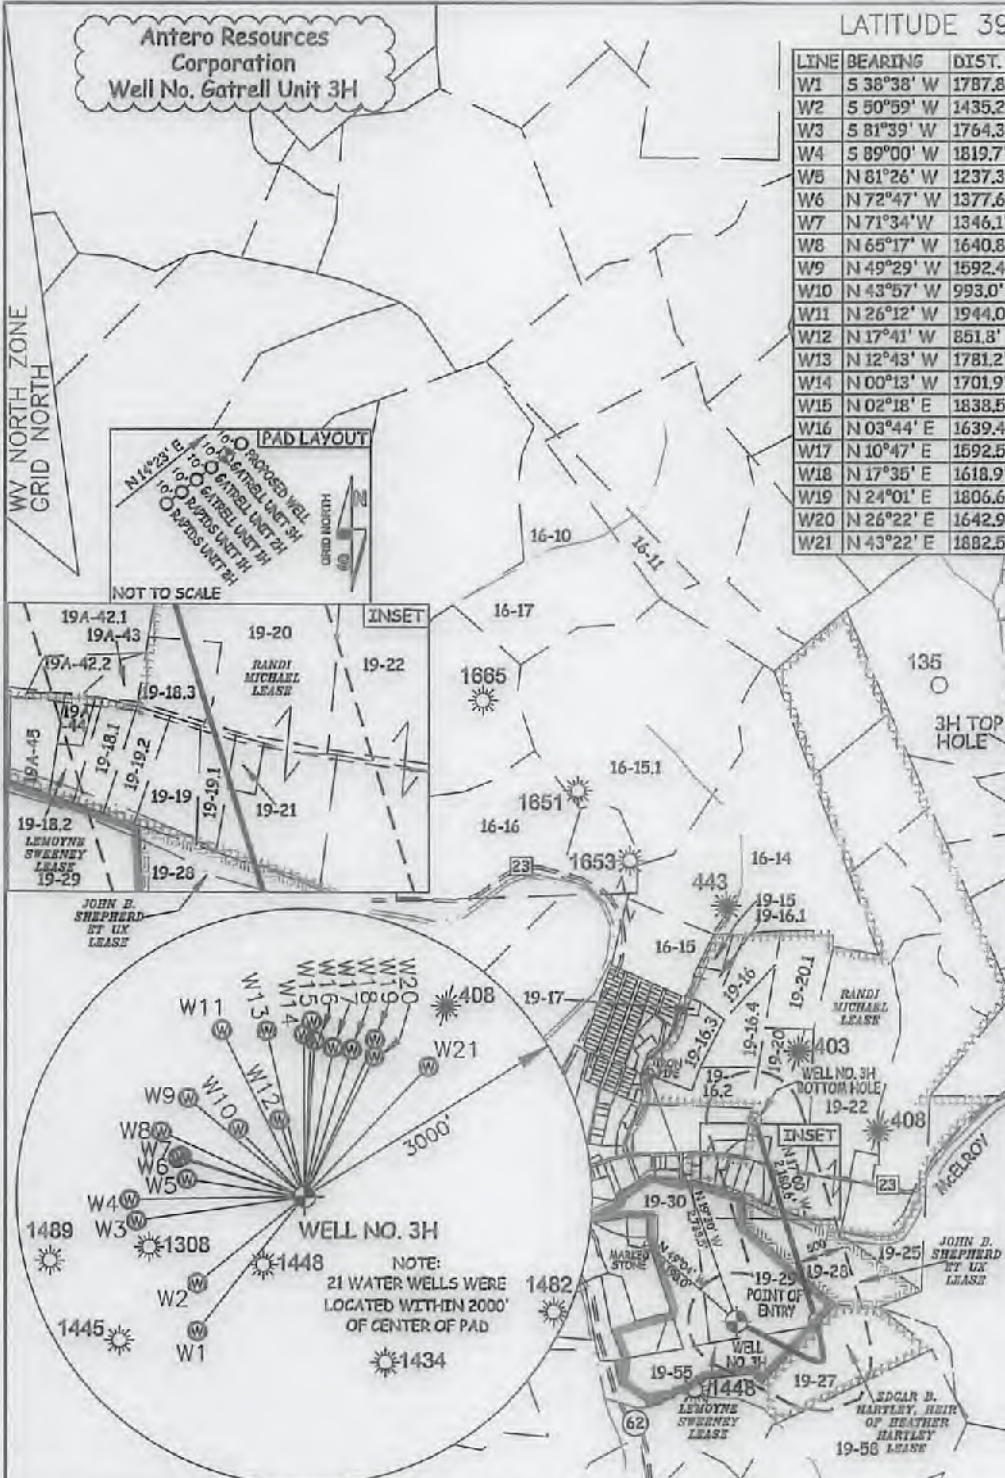 Antero Resources
Corporation
Well No. Gatrell Unit 3H
LATITUDE 39
LINE BEARING DIST.
W1 S 38°38' W 1787.8
W2 S 50°59' W 1435.2
W3 S 81°39' W 1764.3
W4 S 89°00' W 1819.7
W5 N 81°26' W 1237.3
W6 N 72°47' W 1377.6
W7 N 71°34' W 1346.1
W8 N 65°17' W 1640.8
W9 N 49°29' W 1592.4
W10 N 43°57' W 993.0'
W11 N 26°12' W 1944.0
W12 N 17°41' W 851.8'
W13 N 12°43' W 1781.2
W14 N 00°13' W 1701.9
W15 N 02°18' E 1838.5
W16 N 03°44' E 1639.4
W17 N 10°47' E 1592.5
W18 N 17°35' E 1618.9
W19 N 24°01' E 1806.6
W20 N 26°22' E 1642.5
W21 N 43°22' E 1882.5
WV NORTH ZONE
GRID NORTH
PAD LAYOUT
N 14°23' E
10'
10'
10'
10'
10'
PROPOSED WELL
GATRELL UNIT 3H
GATRELL UNIT 2H
GATRELL UNIT 1H
RAPIDS UNIT 1H
RAPIDS UNIT 2H
GRID NORTH
N
NOT TO SCALE
16-10
16-11
16-17
INSET
19A-42.1
19A-43
19A-42.2
19-20
RANDI
MICHAEL
LEASE
19-22
19-18.3
19A
-44
19A-45
19-18.1
19-19.2
19-19
19-19.1
19-21
19-18.2
LEMOYNE
SWEENEY
LEASE
19-29
19-28
JOHN B.
SHEPHERD
ET UX
LEASE
1665
135
3H TOP
HOLE
16-15.1
1651
16-16
1653
23
16-14
443
19-15
19-16.1
16-15
19-16
19-20.1
RANDI
MICHAEL
LEASE
19-17
19-16.3
19-16.4
19-20
403
19-
16.2
WELL NO. 3H
BOTTOM HOLE
19-22
408
INSET
23
McELROY
W11
W13
W14
W15
W16
W17
W18
W19
W20
408
W21
W9
W10
W12
W8
W7
W6
W5
W4
W3
3000'
WELL NO. 3H
1489
1308
1448
NOTE:
21 WATER WELLS WERE
LOCATED WITHIN 2000'
OF CENTER OF PAD
W2
1445
W1
1434
1482
19-30
MARKED
STONE
19-29
POINT OF
ENTRY
WELL
NO. 3H
19-28
19-25
JOHN B.
SHEPHERD
ET UX
LEASE
19-55
1448
LEMOYNE
SWEENEY
LEASE
19-27
EDGAR B.
HARTLEY, HEIR
OF HEATHER
HARTLEY
LEASE
19-58
62